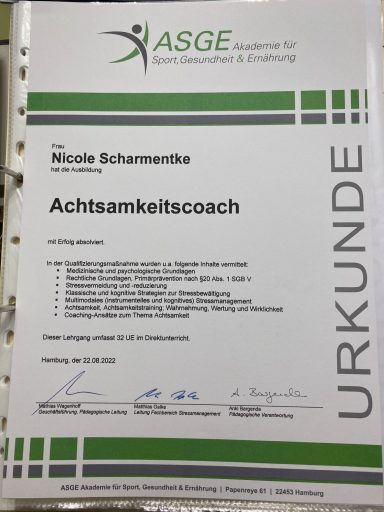 ASGE Akademie für
Sport, Gesundheit & Ernährung
Frau
Nicole Scharmentke
hat die Ausbildung
Achtsamkeitscoach
mit Erfolg absolviert.
In der Qualifizierungsmaßnahme wurden u.a. folgende Inhalte vermittelt:
• Medizinische und psychologische Grundlagen
• Rechtliche Grundlagen, Primärprävention nach §20 Abs. 1 SGB V
• Stressvermeidung und -reduzierung
• Klassische und kognitive Strategien zur Stressbewältigung
• Multimodales (instrumentelles und kognitives) Stressmanagement
• Achtsamkeit, Achtsamkeitstraining; Wahrnehmung, Wertung und Wirklichkeit
• Coaching-Ansätze zum Thema Achtsamkeit
Dieser Lehrgang umfasst 32 UE im Direktunterricht.
Hamburg, der 22.08.2022
A. Bargende
Mathias Wagenhoff Matthias Galke Anki Bargende
Geschäftsführung, Pädagogische Leitung Leitung Fachbereich Stressmanagement Pädagogische Verantwortung
URKUNDE
ASGE Akademie für Sport, Gesundheit & Ernährung | Papenreye 61 | 22453 Hamburg